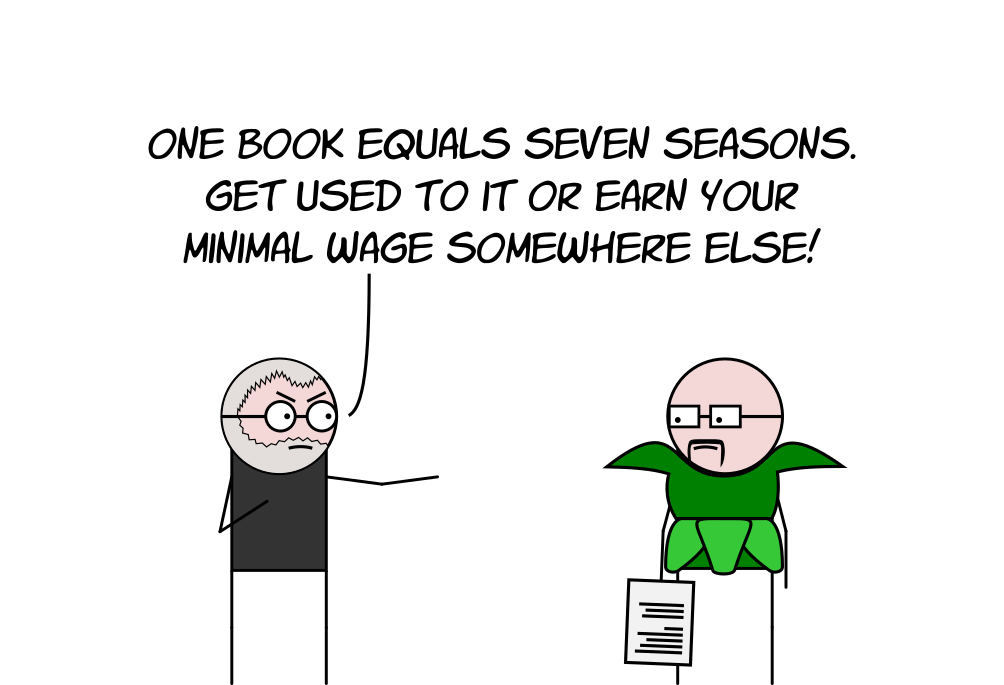 ONE BOOK EQUALS SEVEN SEASONS.
GET USED TO IT OR EARN YOUR
MINIMAL WAGE SOMEWHERE ELSE!